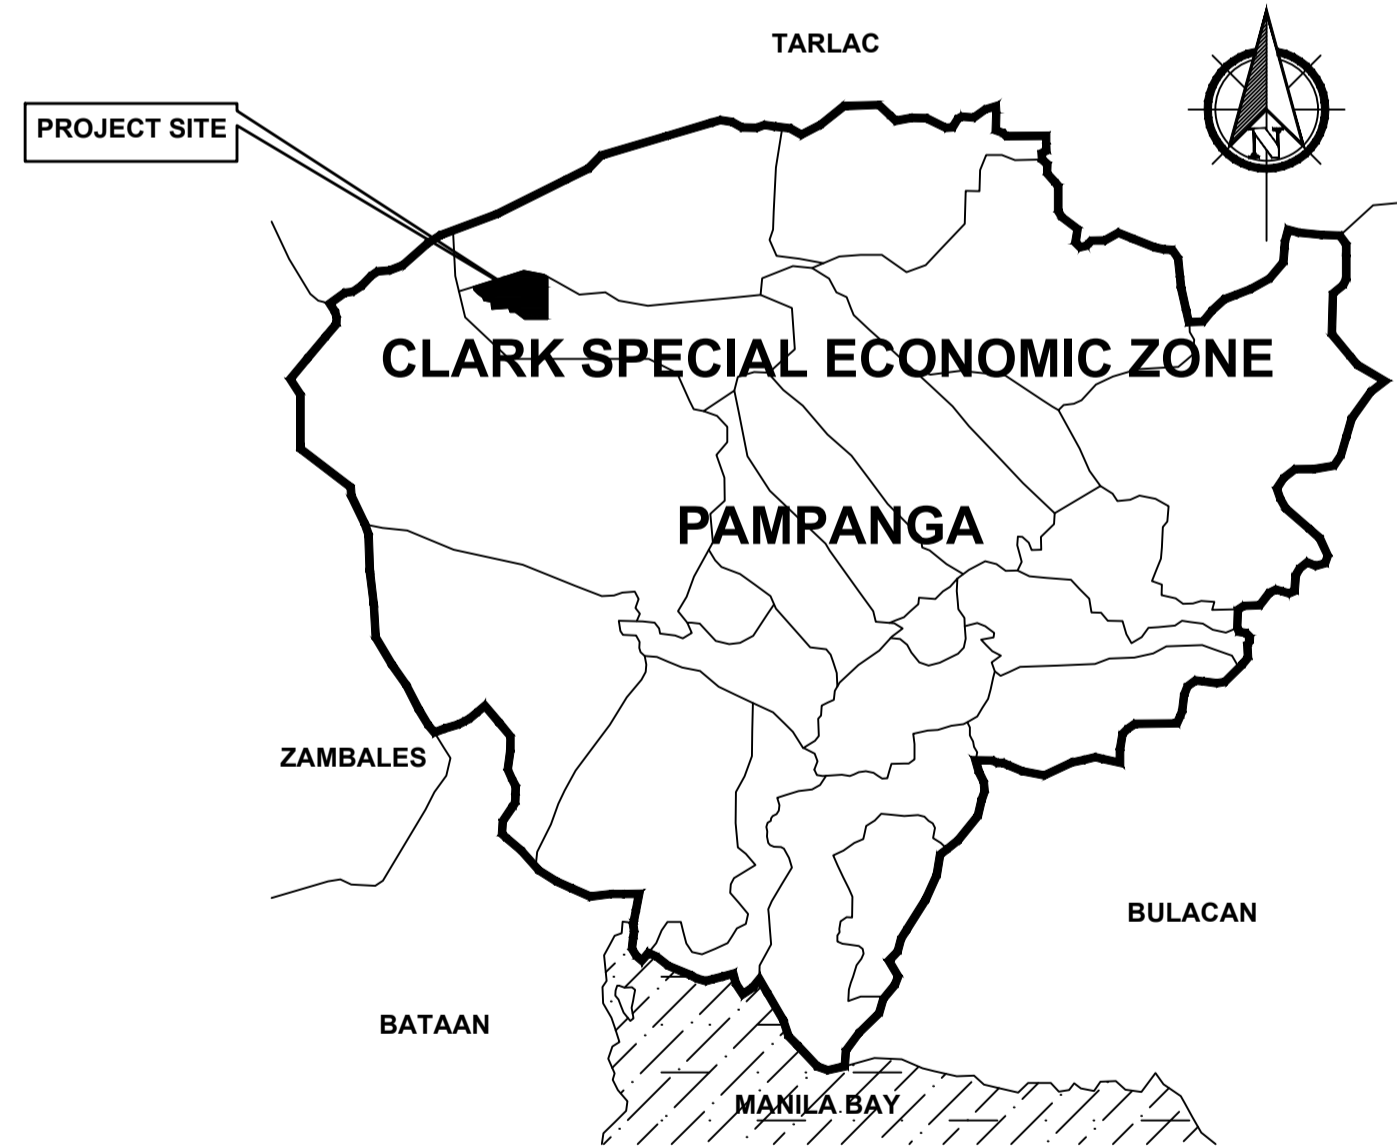 TARLAC
PROJECT SITE
N
CLARK SPECIAL ECONOMIC ZONE
PAMPANGA
ZAMBALES
BULACAN
BATAAN
MANILA BAY